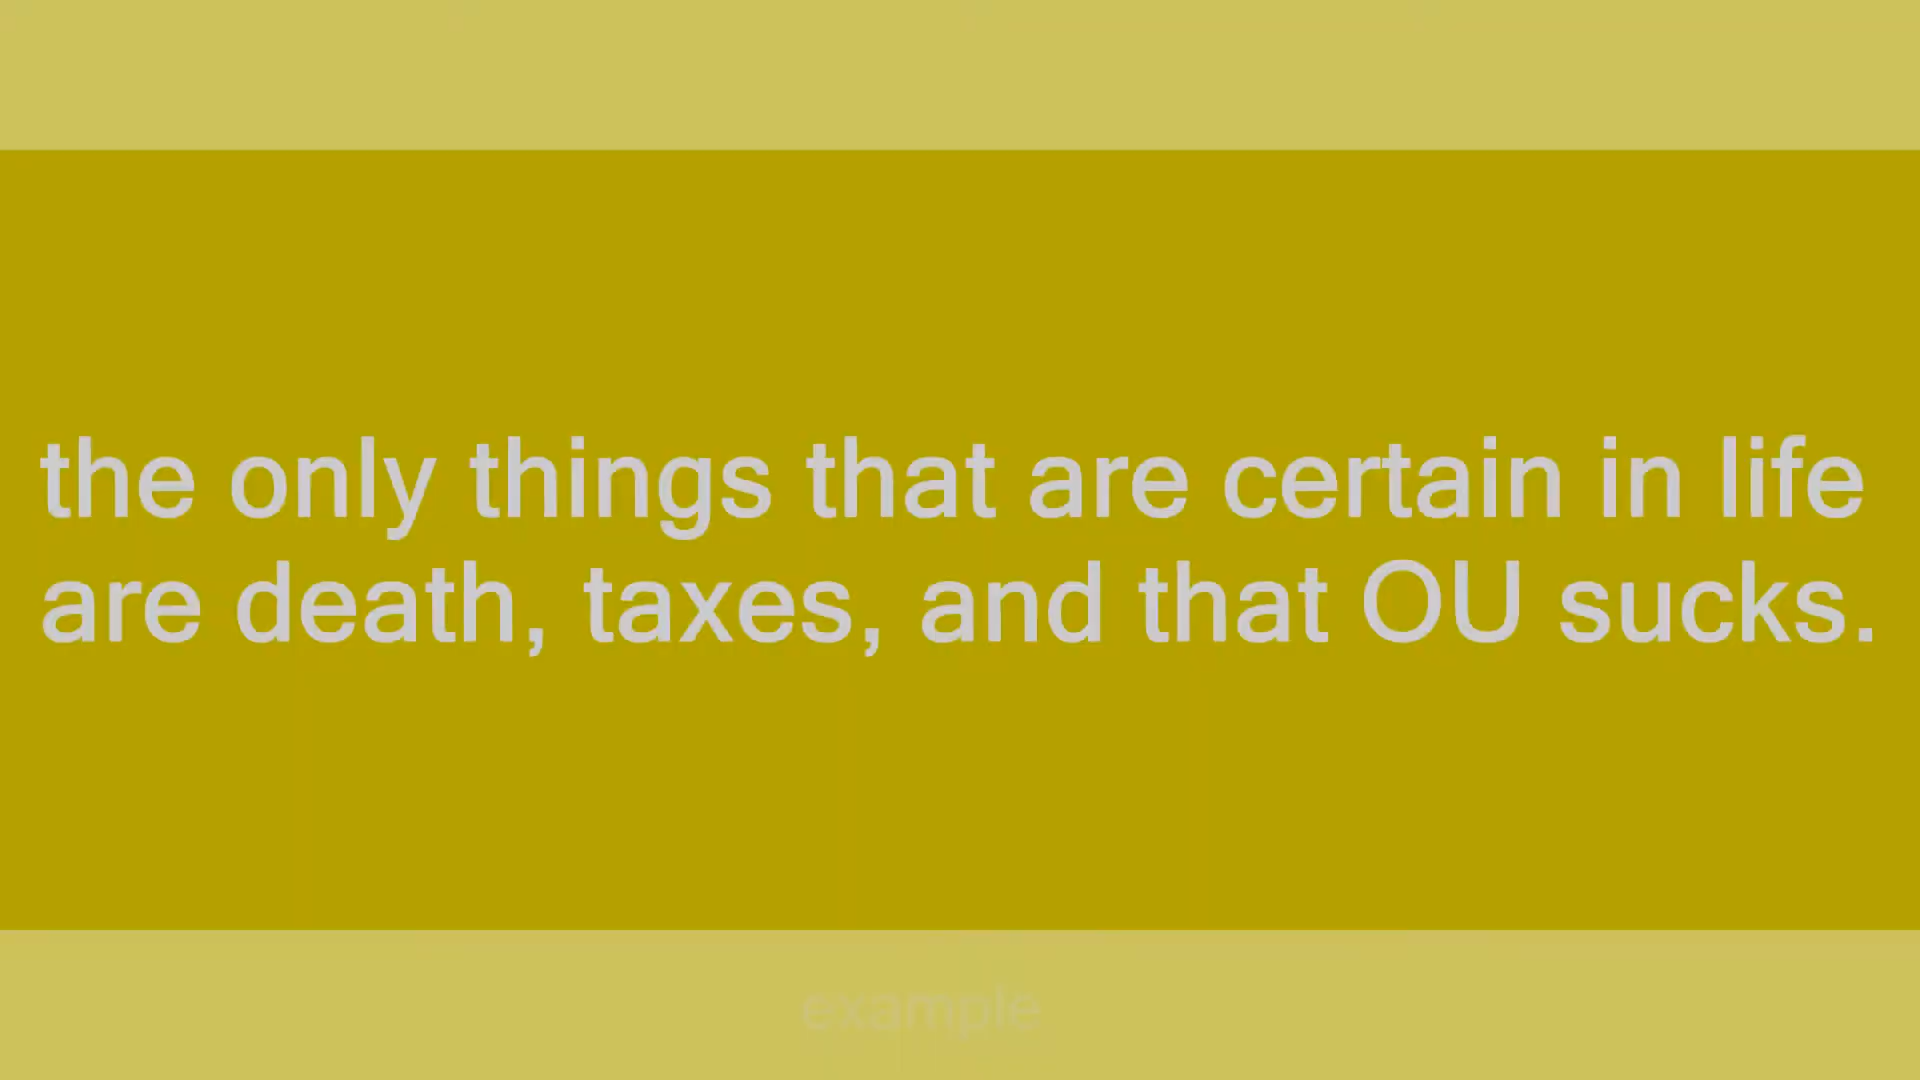 the only things that are certain in life
are death, taxes, and that OU sucks.
example